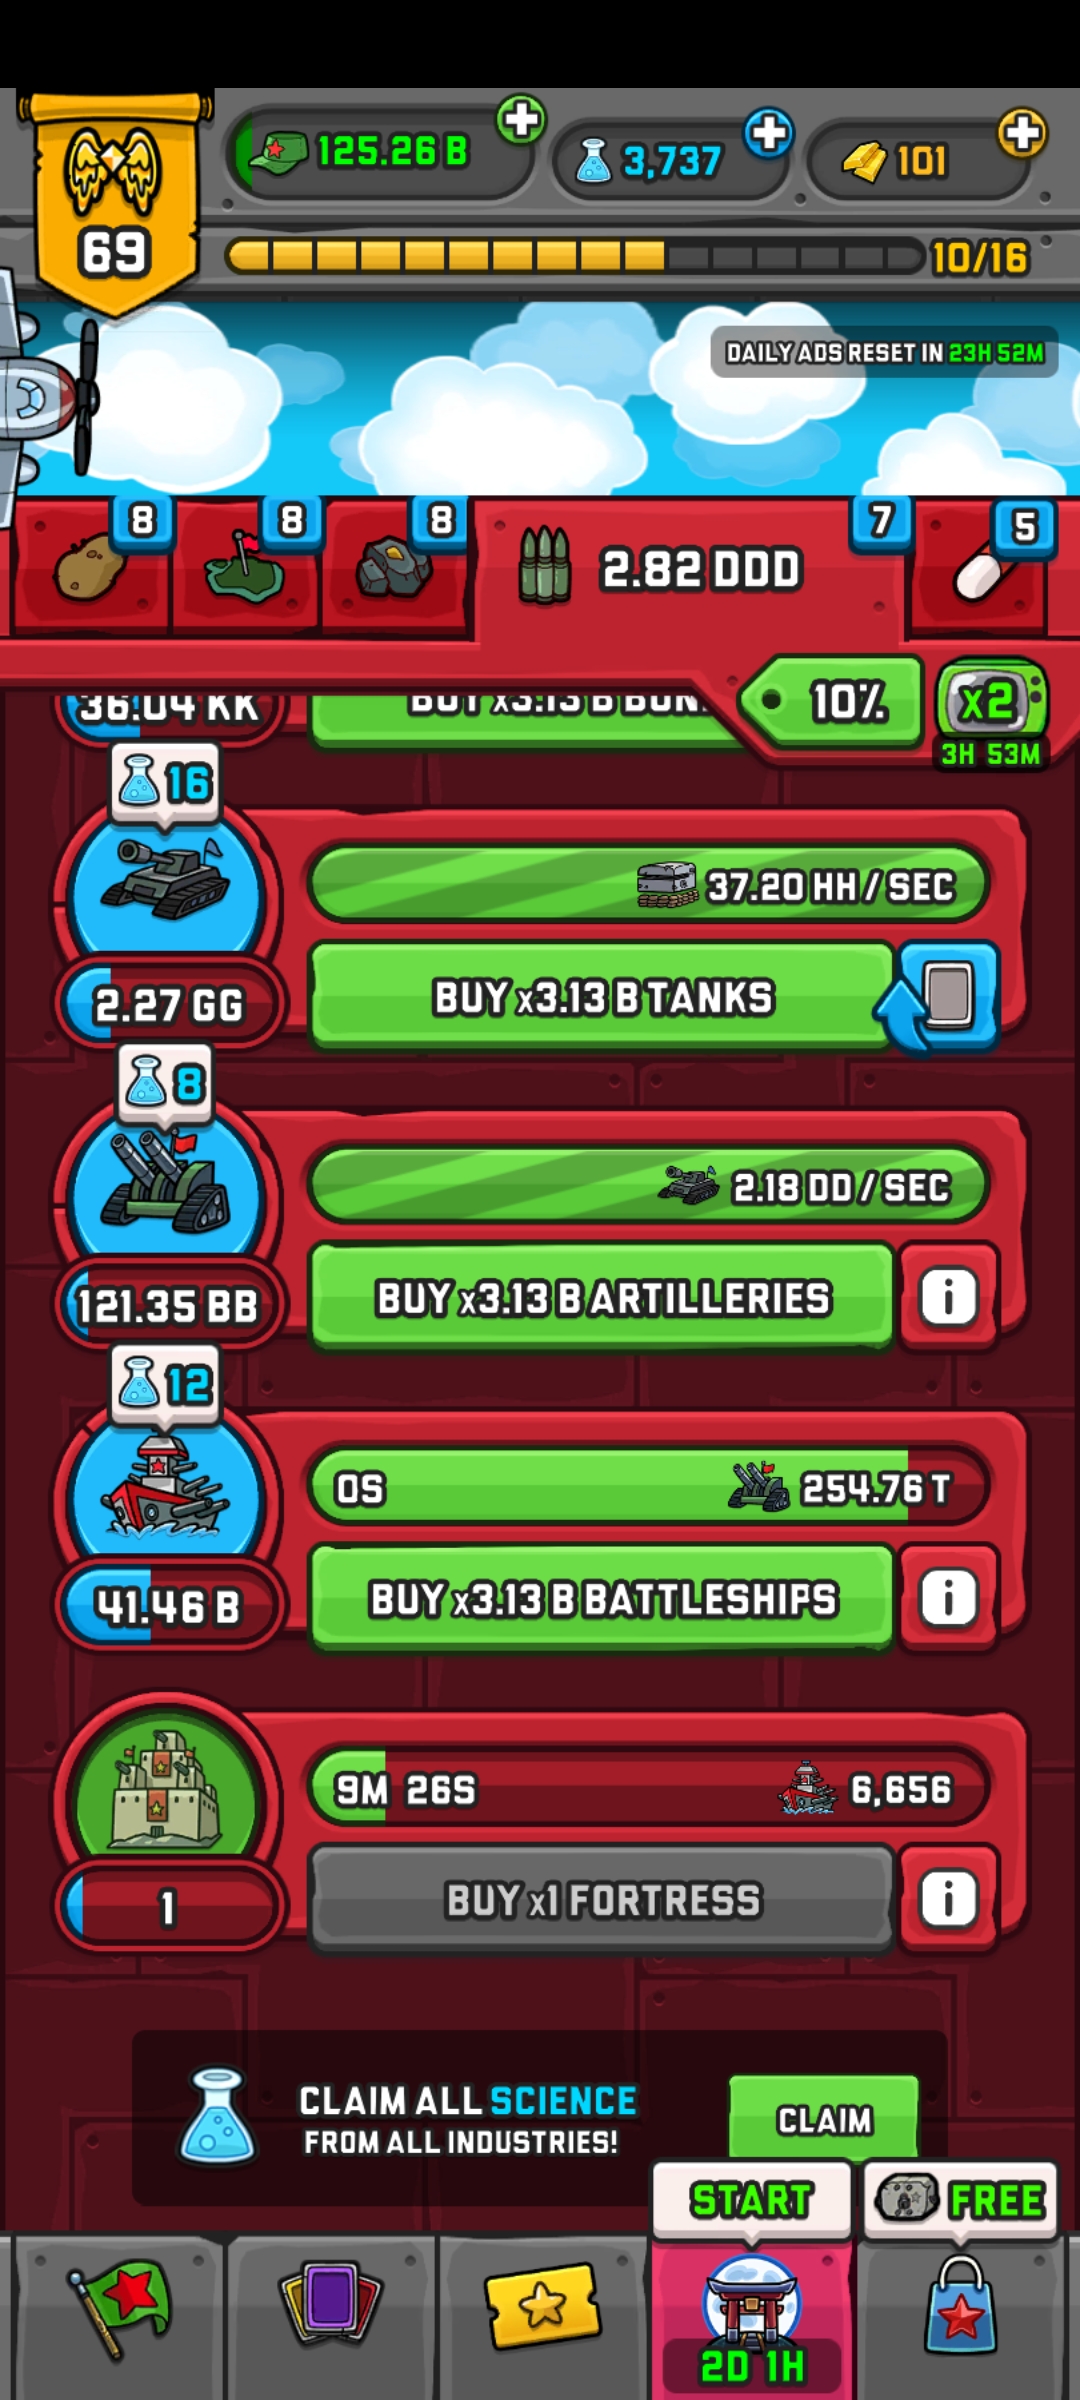 69
125.26 B
3,737
101
10/16
DAILY ADS RESET IN 23H 52M
8
8
8
2.82 DDD
7
5
10%
x2
3H 53M
36.04 KK
BUY x3.13 B BUN
16
37.20 HH / SEC
2.27 GG
BUY x3.13 B TANKS
8
2.18 DD / SEC
121.35 BB
BUY x3.13 B ARTILLERIES
i
12
0S
254.76 T
41.46 B
BUY x3.13 B BATTLESHIPS
i
9M 26S
6,656
1
BUY x1 FORTRESS
i
CLAIM ALL SCIENCE
FROM ALL INDUSTRIES!
CLAIM
START
FREE
2D 1H